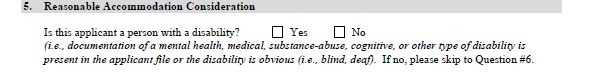 5. Reasonable Accommodation Consideration
Is this applicant a person with a disability? ☐ Yes ☐ No
(i.e., documentation of a mental health, medical, substance-abuse, cognitive, or other type of disability is
present in the applicant file or the disability is obvious (i.e., blind, deaf). If no, please skip to Question #6.